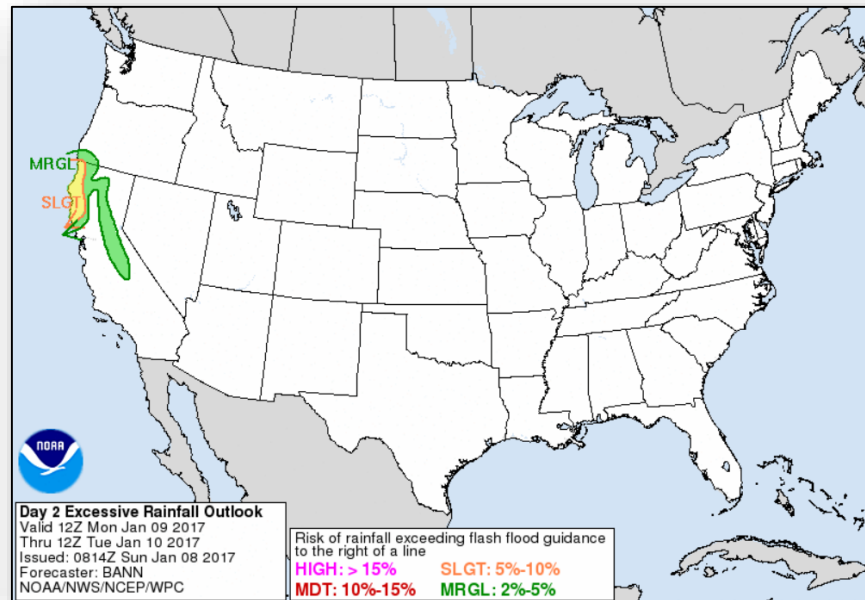 MRGL
SLGT
NOAA
Day 2 Excessive Rainfall Outlook
Valid 12Z Mon Jan 09 2017
Thru 12Z Tue Jan 10 2017
Issued: 0814Z Sun Jan 08 2017
Forecaster: BANN
NOAA/NWS/NCEP/WPC
Risk of rainfall exceeding flash flood guidance
to the right of a line
HIGH: > 15% SLGT: 5%-10%
MDT: 10%-15% MRGL: 2%-5%